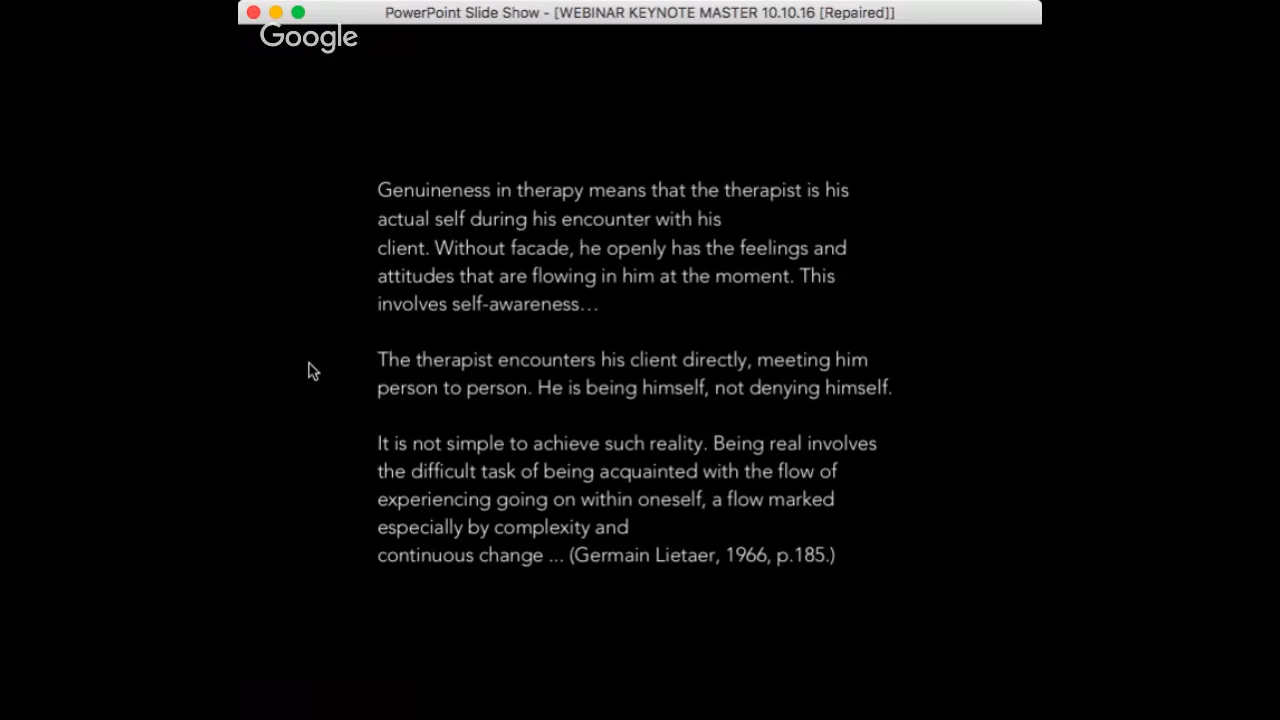 PowerPoint Slide Show - [WEBINAR KEYNOTE MASTER 10.10.16 [Repaired]]
Google
Genuineness in therapy means that the therapist is his
actual self during his encounter with his
client. Without facade, he openly has the feelings and
attitudes that are flowing in him at the moment. This
involves self-awareness…
The therapist encounters his client directly, meeting him
person to person. He is being himself, not denying himself.
It is not simple to achieve such reality. Being real involves
the difficult task of being acquainted with the flow of
experiencing going on within oneself, a flow marked
especially by complexity and
continuous change ... (Germain Lietaer, 1966, p.185.)